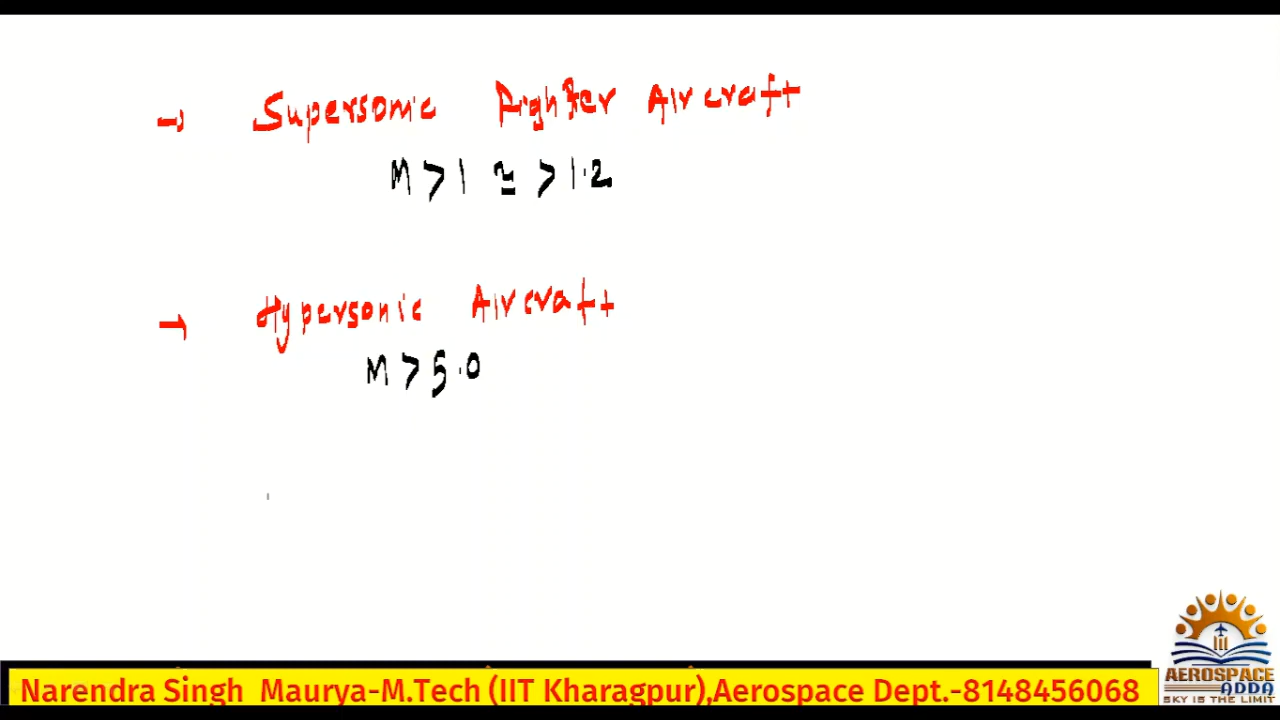 → Supersonic Fighter Aircraft
M > 1 ≅ > 1.2
→ Hypersonic Aircraft
M > 5.0
Narendra Singh Maurya-M.Tech (IIT Kharagpur),Aerospace Dept.-8148456068
AEROSPACE
ADDA
SKY IS THE LIMIT